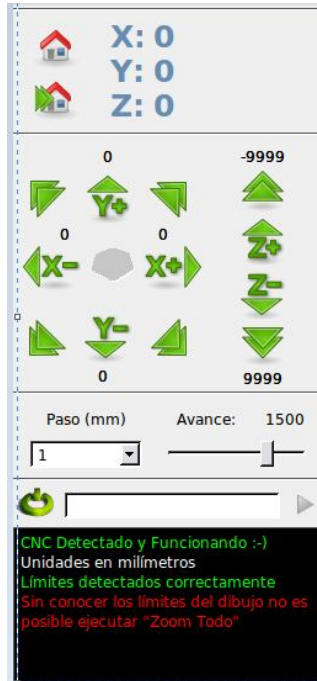 X: 0
Y: 0
Z: 0
0 -9999
Y+
0 0
X- X+
Z+
Z-
Y-
0 9999
Paso (mm) Avance: 1500
1
CNC Detectado y Funcionando :-)
Unidades en milímetros
Límites detectados correctamente
Sin conocer los límites del dibujo no es
posible ejecutar "Zoom Todo"